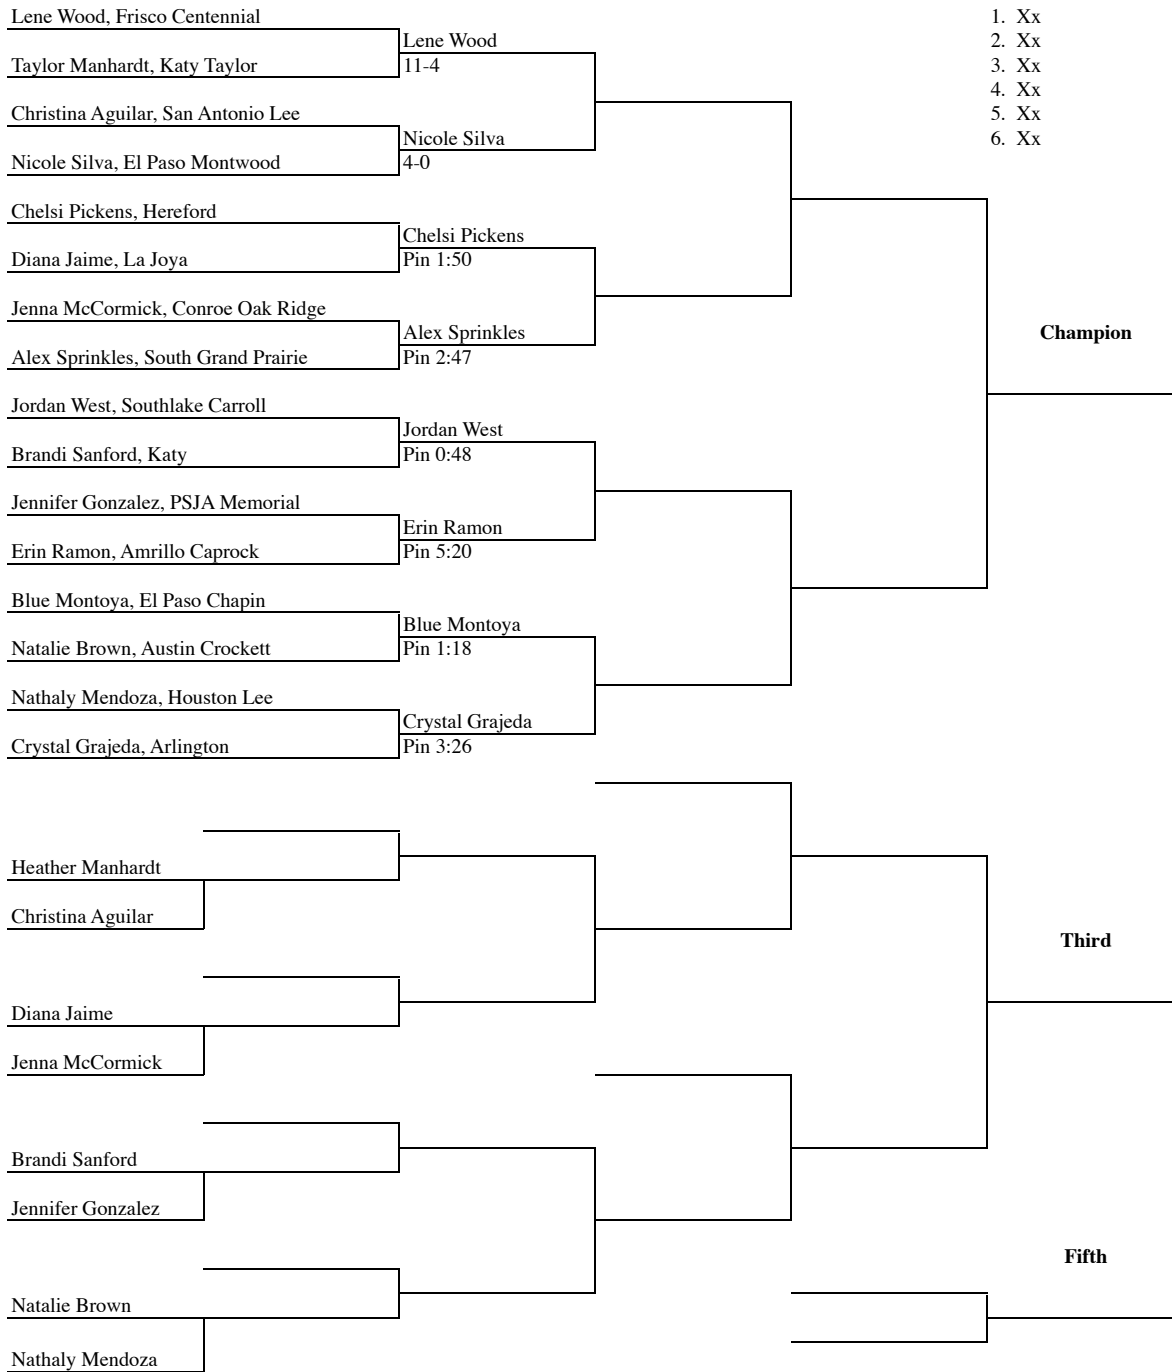 Lene Wood, Frisco Centennial
1. Xx
Lene Wood
2. Xx
Taylor Manhardt, Katy Taylor
11-4
3. Xx
4. Xx
Christina Aguilar, San Antonio Lee
5. Xx
Nicole Silva
6. Xx
Nicole Silva, El Paso Montwood
4-0
Chelsi Pickens, Hereford
Chelsi Pickens
Diana Jaime, La Joya
Pin 1:50
Jenna McCormick, Conroe Oak Ridge
Alex Sprinkles
Champion
Alex Sprinkles, South Grand Prairie
Pin 2:47
Jordan West, Southlake Carroll
Jordan West
Brandi Sanford, Katy
Pin 0:48
Jennifer Gonzalez, PSJA Memorial
Erin Ramon
Erin Ramon, Amrillo Caprock
Pin 5:20
Blue Montoya, El Paso Chapin
Blue Montoya
Natalie Brown, Austin Crockett
Pin 1:18
Nathaly Mendoza, Houston Lee
Crystal Grajeda
Crystal Grajeda, Arlington
Pin 3:26
Heather Manhardt
Christina Aguilar
Third
Diana Jaime
Jenna McCormick
Brandi Sanford
Jennifer Gonzalez
Fifth
Natalie Brown
Nathaly Mendoza